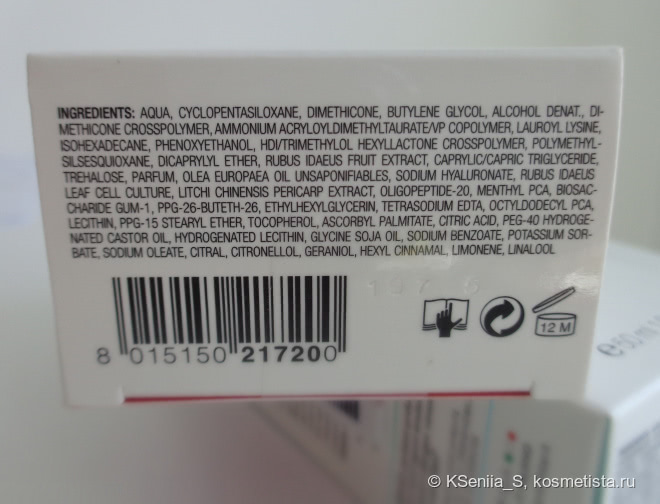 INGREDIENTS: AQUA, CYCLOPENTASILOXANE, DIMETHICONE, BUTYLENE GLYCOL, ALCOHOL DENAT., DI-
METHICONE CROSSPOLYMER, AMMONIUM ACRYLOYLDIMETHYLTAURATE/VP COPOLYMER, LAUROYL LYSINE,
ISOHEXADECANE, PHENOXYETHANOL, HDI/TRIMETHYLOL HEXYLLACTONE CROSSPOLYMER, POLYMETHYL-
SILSESQUIOXANE, DICAPRYLYL ETHER, RUBUS IDAEUS FRUIT EXTRACT, CAPRYLIC/CAPRIC TRIGLYCERIDE,
TREHALOSE, PARFUM, OLEA EUROPAEA OIL UNSAPONIFIABLES, SODIUM HYALURONATE, RUBUS IDAEUS
LEAF CELL CULTURE, LITCHI CHINENSIS PERICARP EXTRACT, OLIGOPEPTIDE-20, MENTHYL PCA, BIOSAC-
CHARIDE GUM-1, PPG-26-BUTETH-26, ETHYLHEXYLGLYCERIN, TETRASODIUM EDTA, OCTYLDODECYL PCA,
LECITHIN, PPG-15 STEARYL ETHER, TOCOPHEROL, ASCORBYL PALMITATE, CITRIC ACID, PEG-40 HYDROGE-
NATED CASTOR OIL, HYDROGENATED LECITHIN, GLYCINE SOJA OIL, SODIUM BENZOATE, POTASSIUM SOR-
BATE, SODIUM OLEATE, CITRAL, CITRONELLOL, GERANIOL, HEXYL CINNAMAL, LIMONENE, LINALOOL
8 015150 217200
12 M
© KSeniia_S, kosmetista.ru